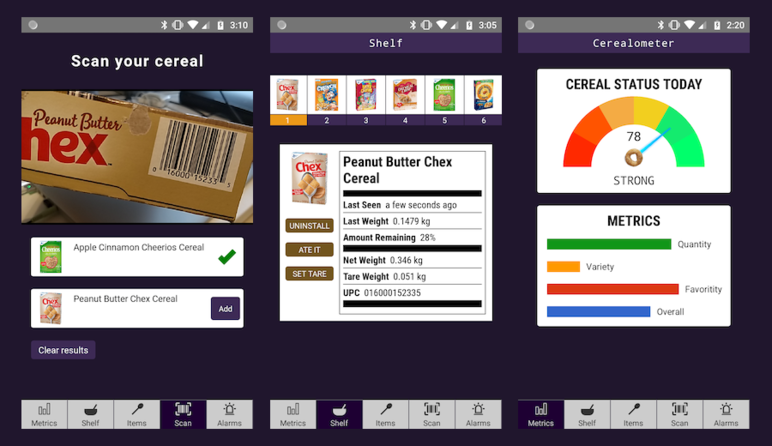 3:10
Scan your cereal
Peanut Butter
Chex
0 16000 15233 5
Apple Cinnamon Cheerios Cereal
Peanut Butter Chex Cereal
Add
Clear results
Metrics
Shelf
Items
Scan
Alarms
3:05
Shelf
1
2
3
4
5
6
Chex
Peanut Butter Chex
Cereal
Last Seen a few seconds ago
Last Weight 0.1479 kg
Amount Remaining 28%
Net Weight 0.346 kg
Tare Weight 0.051 kg
UPC 016000152335
UNINSTALL
ATE IT
SET TARE
Metrics
Shelf
Items
Scan
Alarms
2:20
Cerealometer
CEREAL STATUS TODAY
78
STRONG
METRICS
Quantity
Variety
Favoritity
Overall
Metrics
Shelf
Items
Scan
Alarms